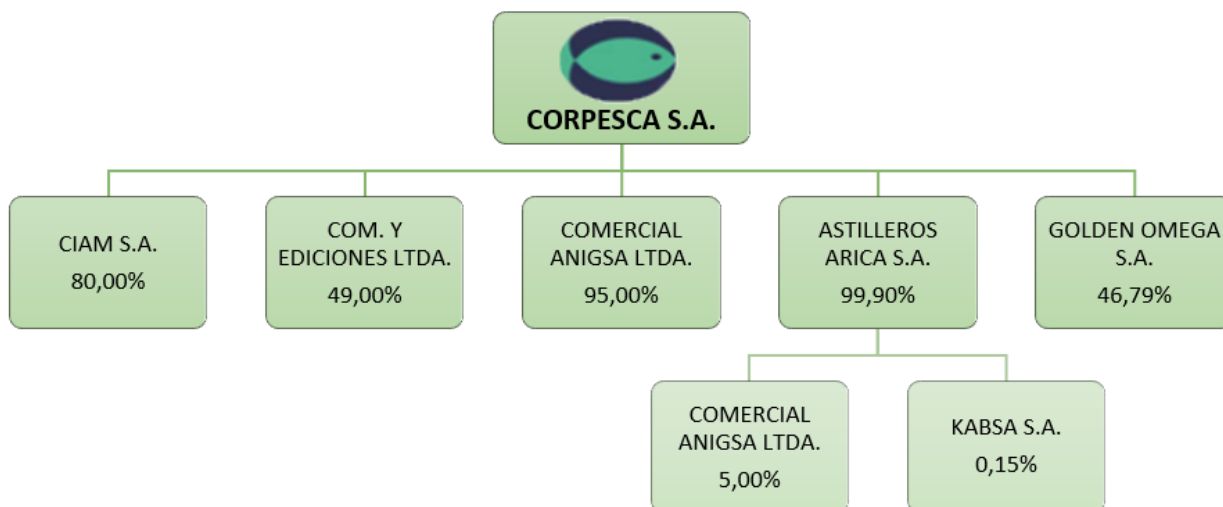 CORPESCA S.A.
CIAM S.A.
80,00%
COM. Y
EDICIONES LTDA.
49,00%
COMERCIAL
ANIGSA LTDA.
95,00%
ASTILLEROS
ARICA S.A.
99,90%
GOLDEN OMEGA
S.A.
46,79%
COMERCIAL
ANIGSA LTDA.
5,00%
KABSA S.A.
0,15%